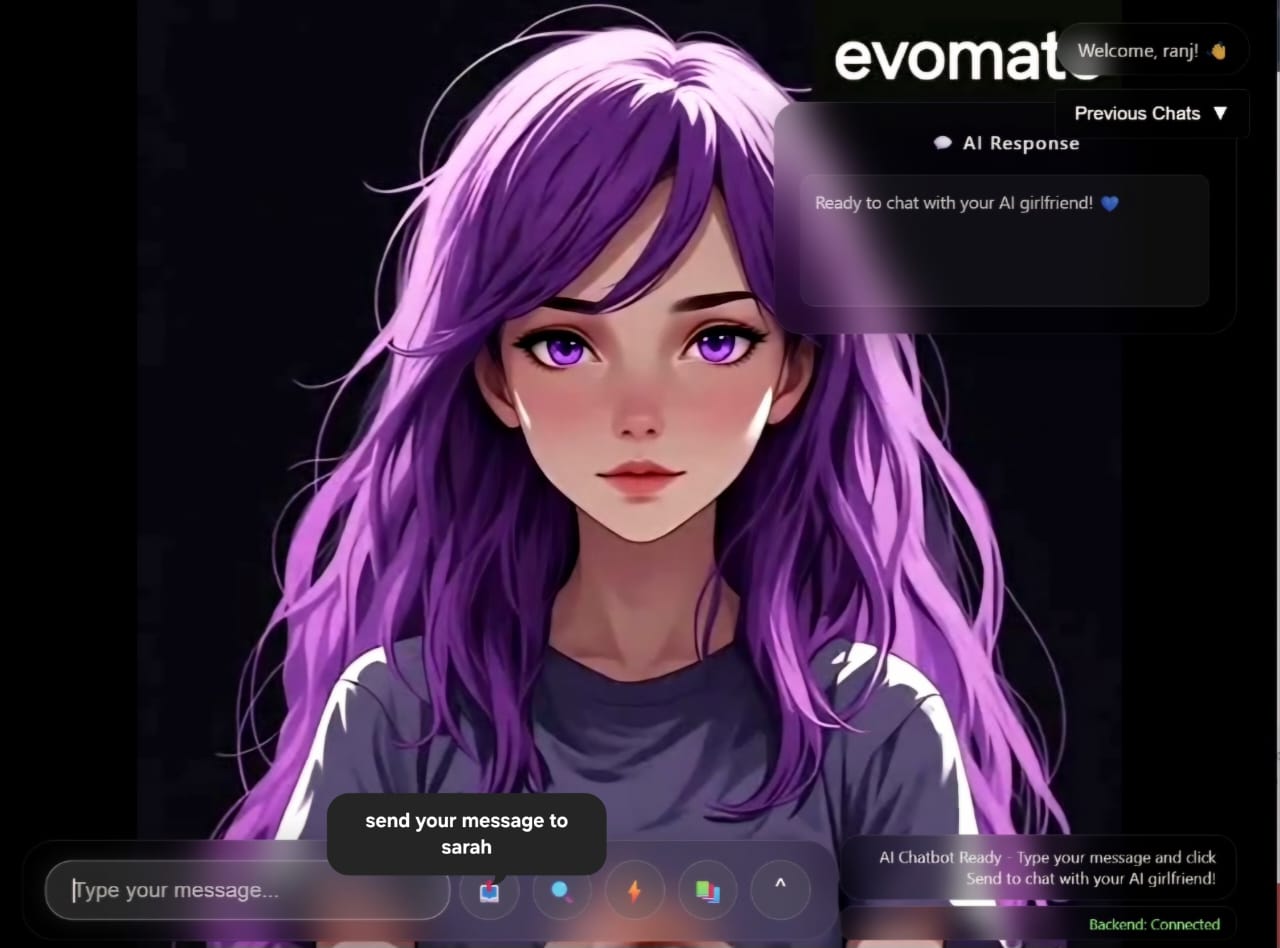 evomate
Welcome, ranj! 👋
Previous Chats ▼
💬 AI Response
Ready to chat with your AI girlfriend! 💙
send your message to
sarah
Type your message...
^
AI Chatbot Ready - Type your message and click
Send to chat with your AI girlfriend!
Backend: Connected